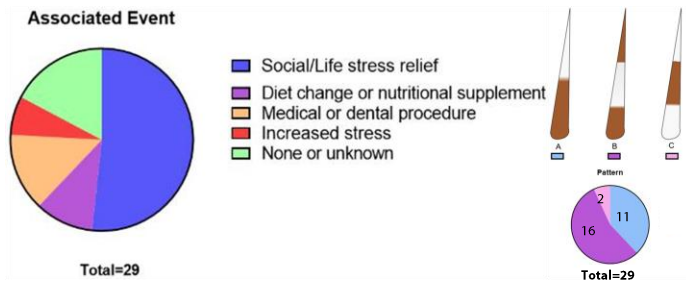 Associated Event
Social/Life stress relief
Diet change or nutritional supplement
Medical or dental procedure
Increased stress
None or unknown
Total=29
A B C
Pattern
2
11
16
Total=29